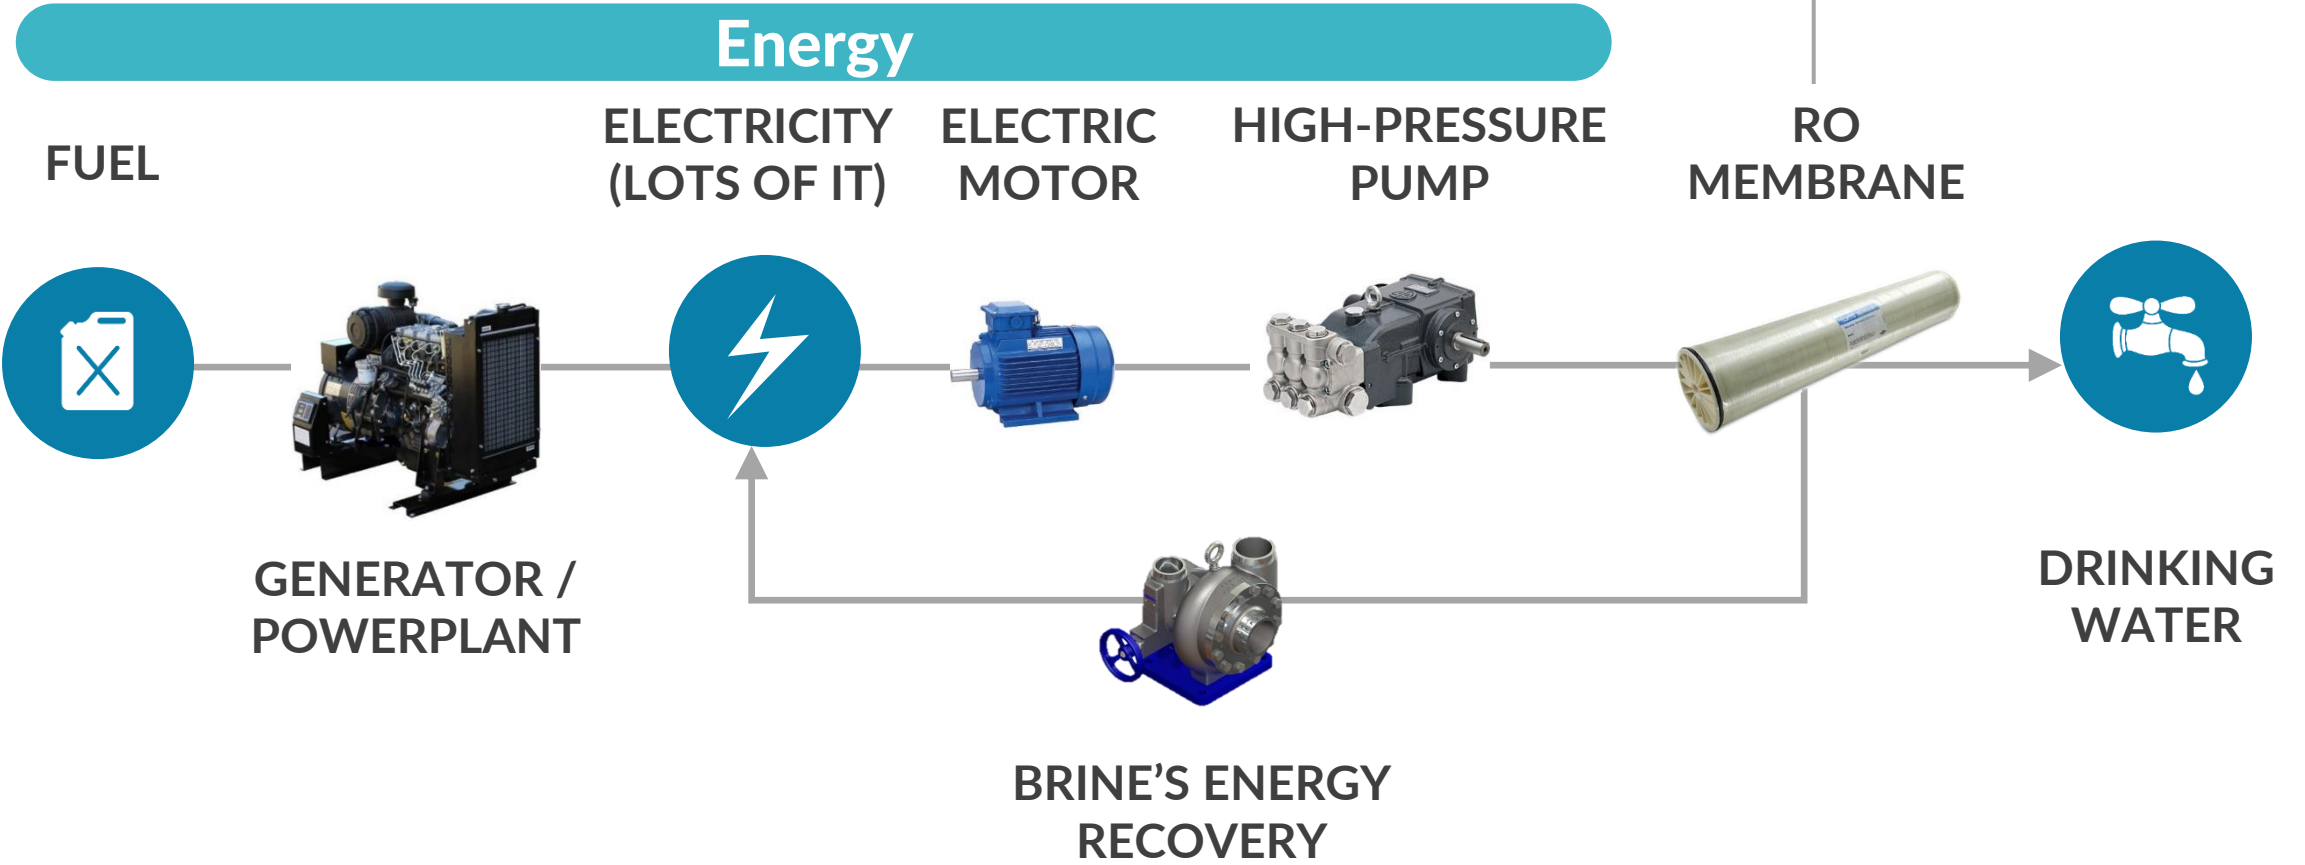 Energy
FUEL
ELECTRICITY
(LOTS OF IT)
ELECTRIC
MOTOR
HIGH-PRESSURE
PUMP
RO
MEMBRANE
GENERATOR /
POWERPLANT
DRINKING
WATER
BRINE’S ENERGY
RECOVERY